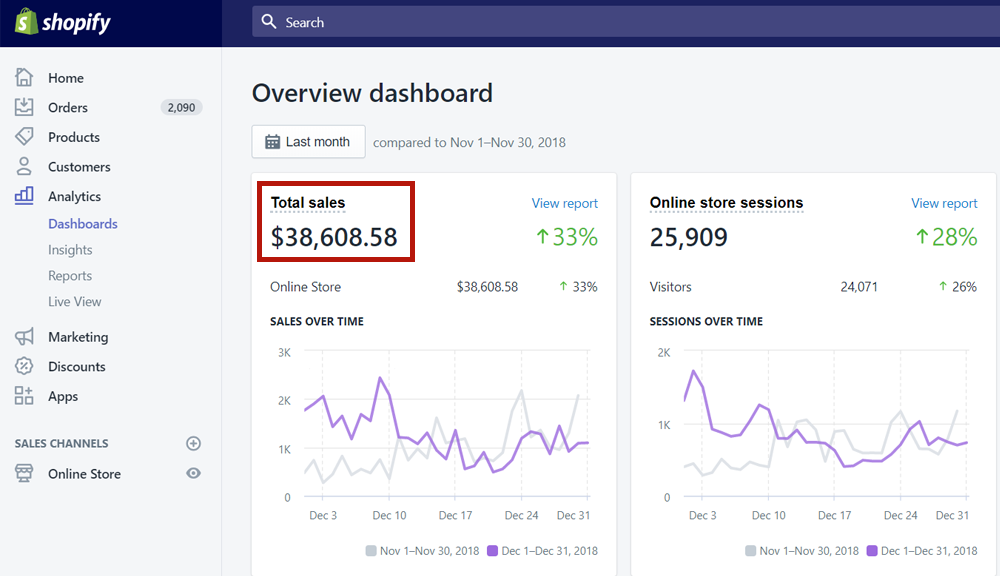 shopify
Search
Home
Orders 2,090
Products
Customers
Analytics
Dashboards
Insights
Reports
Live View
Marketing
Discounts
Apps
SALES CHANNELS
Online Store
Overview dashboard
Last month compared to Nov 1–Nov 30, 2018
Total sales View report
$38,608.58 33%
Online Store $38,608.58 33%
SALES OVER TIME
3K
2K
1K
0
Dec 3 Dec 10 Dec 17 Dec 24 Dec 31
Nov 1–Nov 30, 2018 Dec 1–Dec 31, 2018
Online store sessions View report
25,909 28%
Visitors 24,071 26%
SESSIONS OVER TIME
2K
1K
0
Dec 3 Dec 10 Dec 17 Dec 24 Dec 31
Nov 1–Nov 30, 2018 Dec 1–Dec 31, 2018